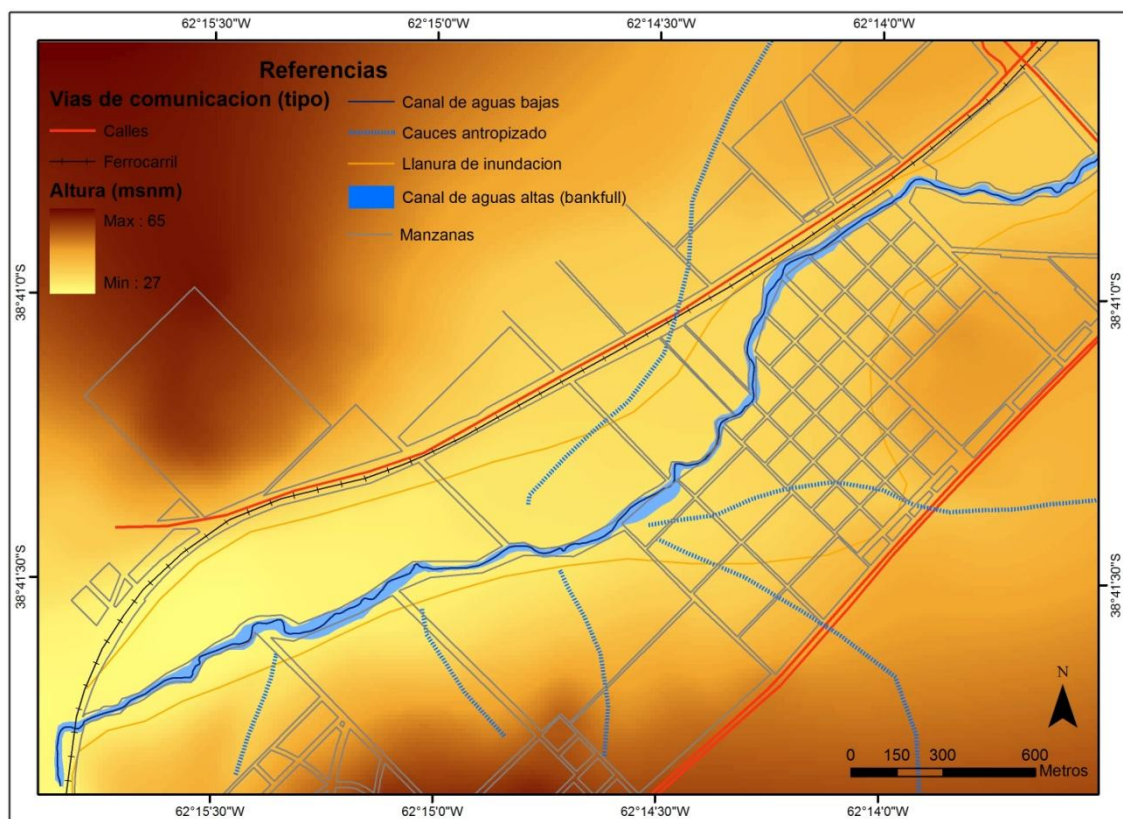 62°15'30"W
62°15'0"W
62°14'30"W
62°14'0"W
Referencias
Vias de comunicacion (tipo)
Calles
Ferrocarril
Altura (msnm)
Max : 65
Min : 27
Canal de aguas bajas
Cauces antropizado
Llanura de inundacion
Canal de aguas altas (bankfull)
Manzanas
38°41'0"S
38°41'0"S
38°41'30"S
38°41'30"S
N
0 150 300 600
Metros
62°15'30"W
62°15'0"W
62°14'30"W
62°14'0"W